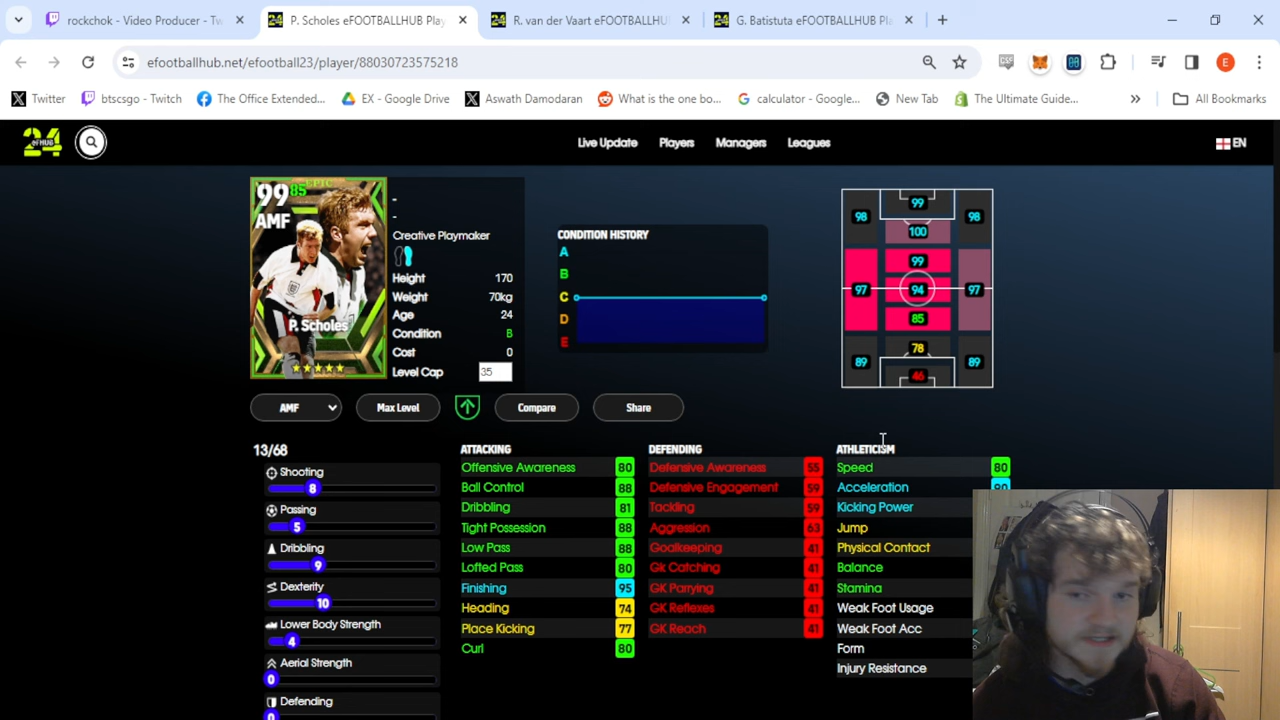 rockchok - Video Producer - Tw
P. Scholes eFOOTBALLHUB Play
R. van der Vaart eFOOTBALLHU
G. Batistuta eFOOTBALLHUB Pla
efootballhub.net/efootball23/player/88030723575218
Twitter
btscsgo - Twitch
The Office Extended...
EX - Google Drive
Aswath Damodaran
What is the one bo...
calculator - Google...
New Tab
The Ultimate Guide...
All Bookmarks
24
eFHUB
Live Update
Players
Managers
Leagues
EN
99
85
EPIC
AMF
P. Scholes
-
-
Creative Playmaker
Height 170
Weight 70kg
Age 24
Condition B
Cost 0
Level Cap 35
CONDITION HISTORY
A
B
C
D
E
99
98 98
100
99
97 94 97
85
78
89 89
46
AMF
Max Level
Compare
Share
13/68
Shooting
8
Passing
5
Dribbling
9
Dexterity
10
Lower Body Strength
4
Aerial Strength
0
Defending
0
ATTACKING
Offensive Awareness 80
Ball Control 88
Dribbling 81
Tight Possession 88
Low Pass 88
Lofted Pass 80
Finishing 95
Heading 74
Place Kicking 77
Curl 80
DEFENDING
Defensive Awareness 55
Defensive Engagement 59
Tackling 59
Aggression 63
Goalkeeping 41
Gk Catching 41
GK Parrying 41
GK Reflexes 41
GK Reach 41
ATHLETICISM
Speed 80
Acceleration 90
Kicking Power
Jump
Physical Contact
Balance
Stamina
Weak Foot Usage
Weak Foot Acc
Form
Injury Resistance